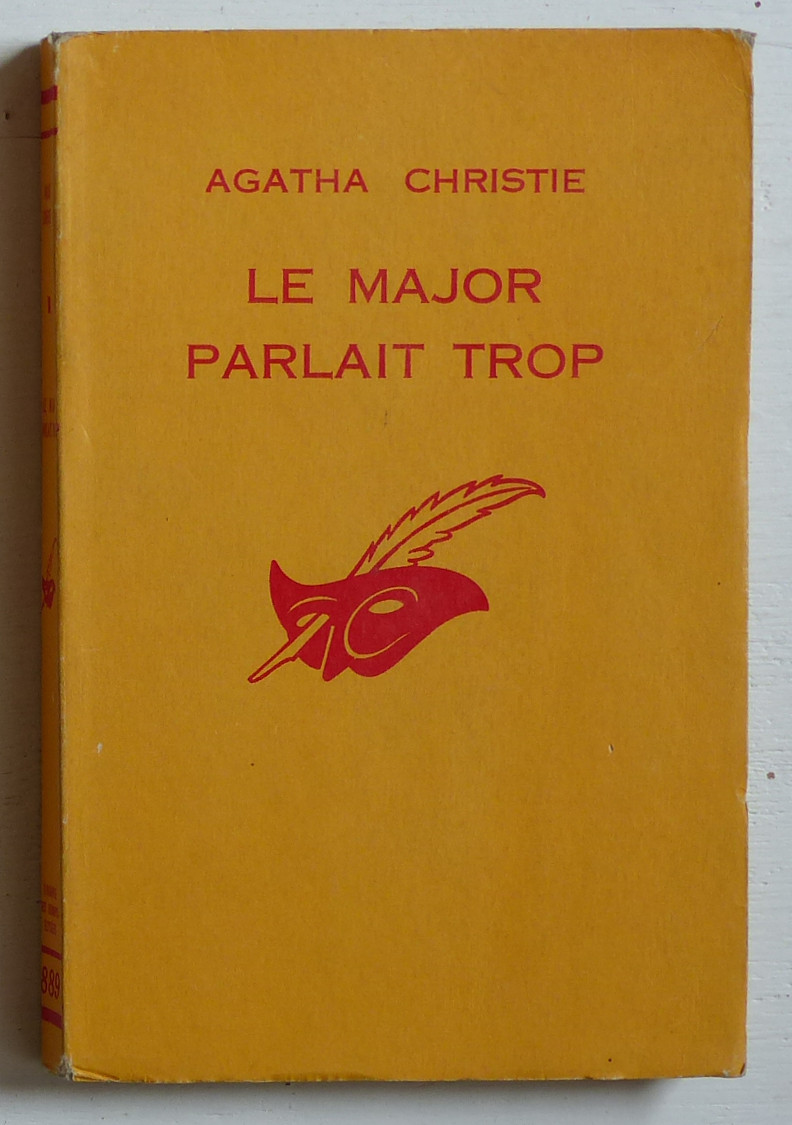 AGATHA CHRISTIE
LE MAJOR
PARLAIT TROP
889